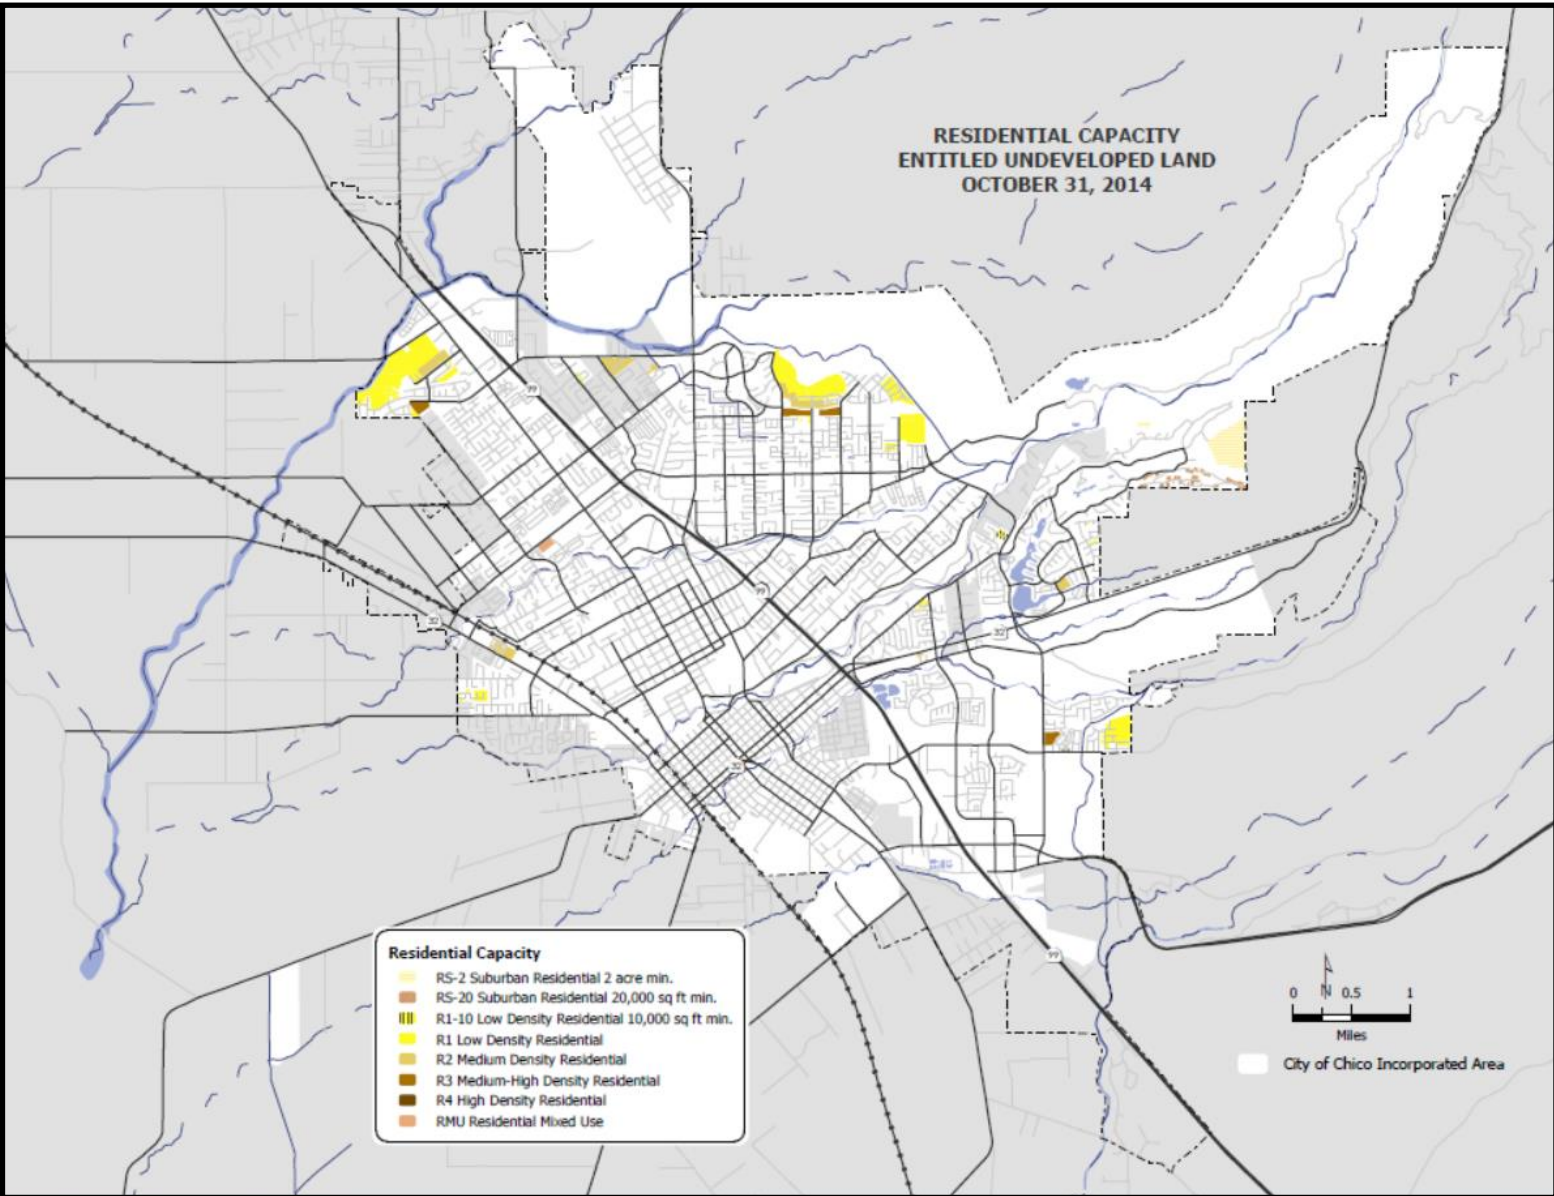 RESIDENTIAL CAPACITY
ENTITLED UNDEVELOPED LAND
OCTOBER 31, 2014
99
99
32
32
32
99
Residential Capacity
RS-2 Suburban Residential 2 acre min.
RS-20 Suburban Residential 20,000 sq ft min.
R1-10 Low Density Residential 10,000 sq ft min.
R1 Low Density Residential
R2 Medium Density Residential
R3 Medium-High Density Residential
R4 High Density Residential
RMU Residential Mixed Use
N
0 0.5 1
Miles
City of Chico Incorporated Area